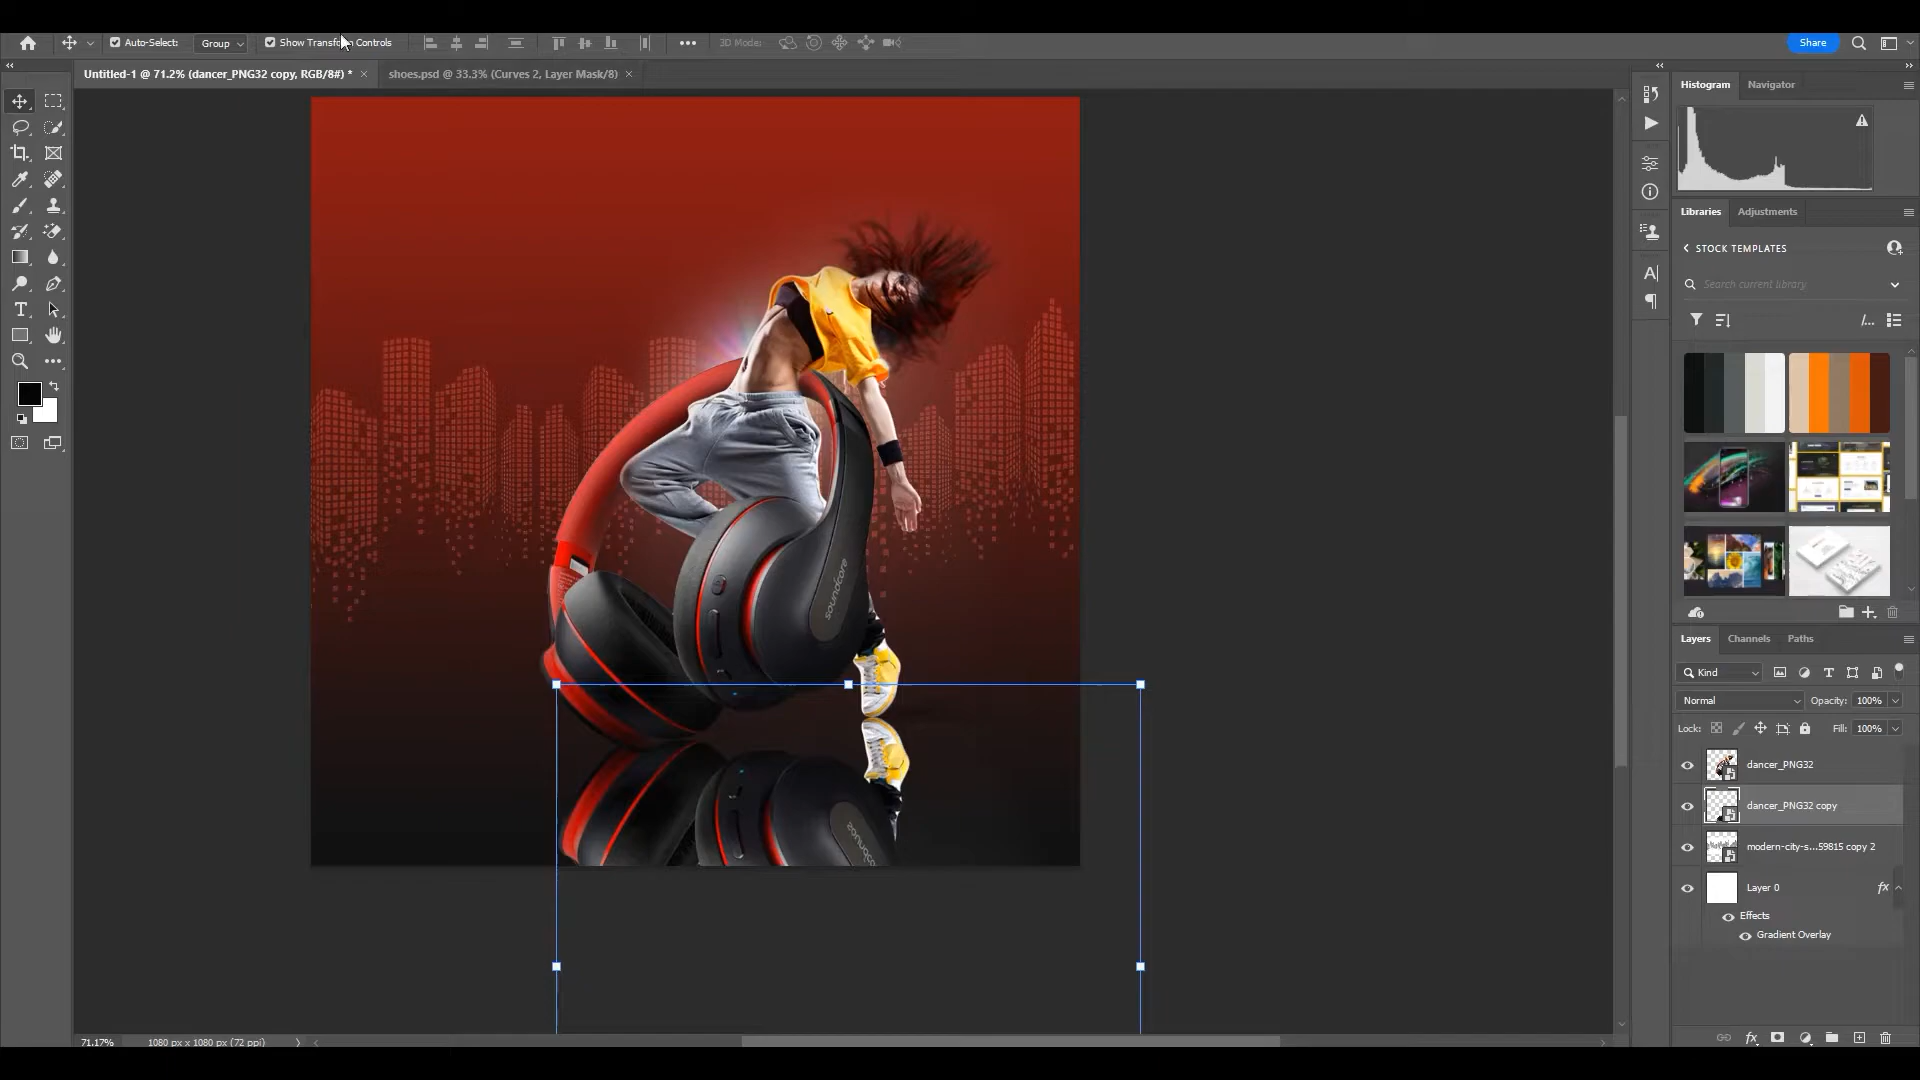 Auto-Select: Group Show Transform Controls 3D Mode: Share
Untitled-1 @ 71.2% (dancer_PNG32 copy, RGB/8#) * × shoes.psd @ 33.3% (Curves 2, Layer Mask/8) ×
Histogram Navigator
Libraries Adjustments
STOCK TEMPLATES
Search current library
soundcore
Layers Channels Paths
Kind
Normal Opacity: 100%
Lock: Fill: 100%
dancer_PNG32
dancer_PNG32 copy
modern-city-s...59815 copy 2
Layer 0 fx
Effects
Gradient Overlay
71.17% 1080 px x 1080 px (72 ppi)